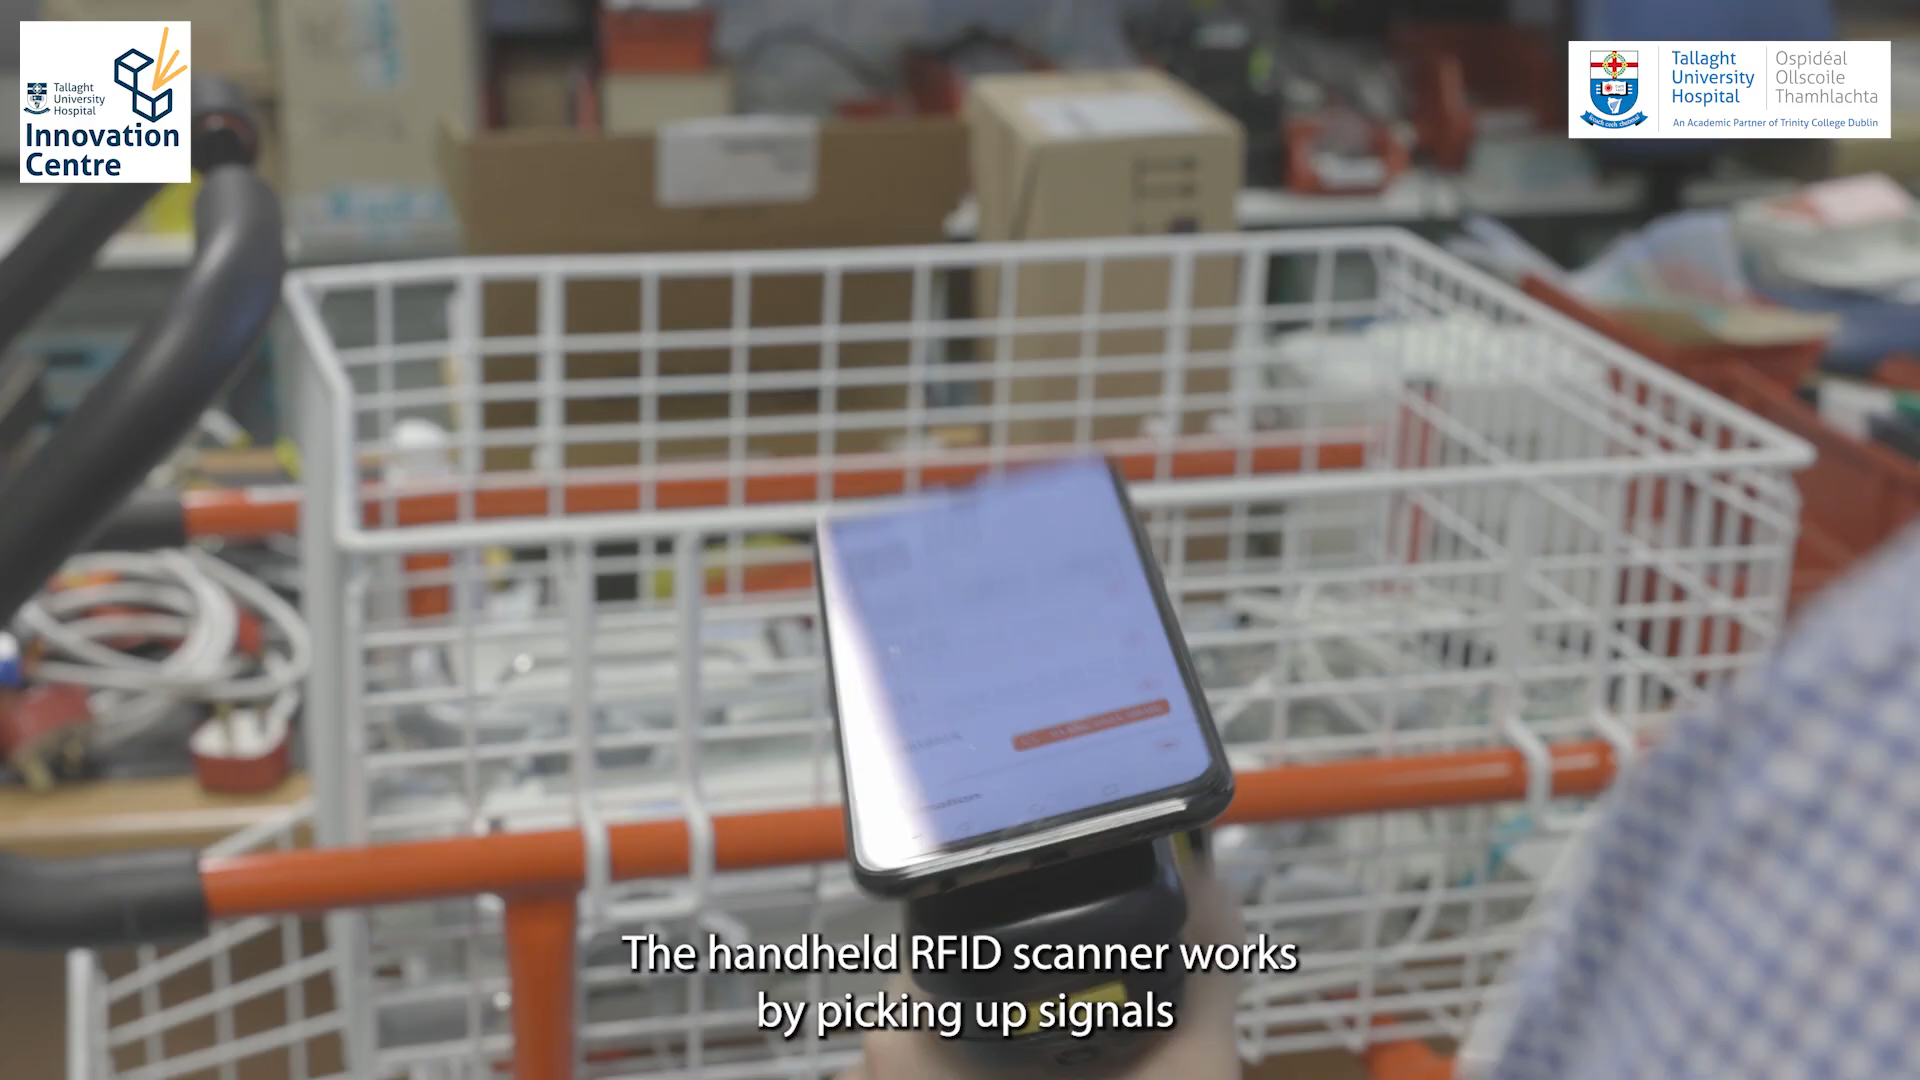 Tallaght
University
Hospital
Innovation
Centre
Tallaght
University
Hospital
Ospidéal
Ollscoile
Thamhlachta
An Academic Partner of Trinity College Dublin
The handheld RFID scanner works
by picking up signals